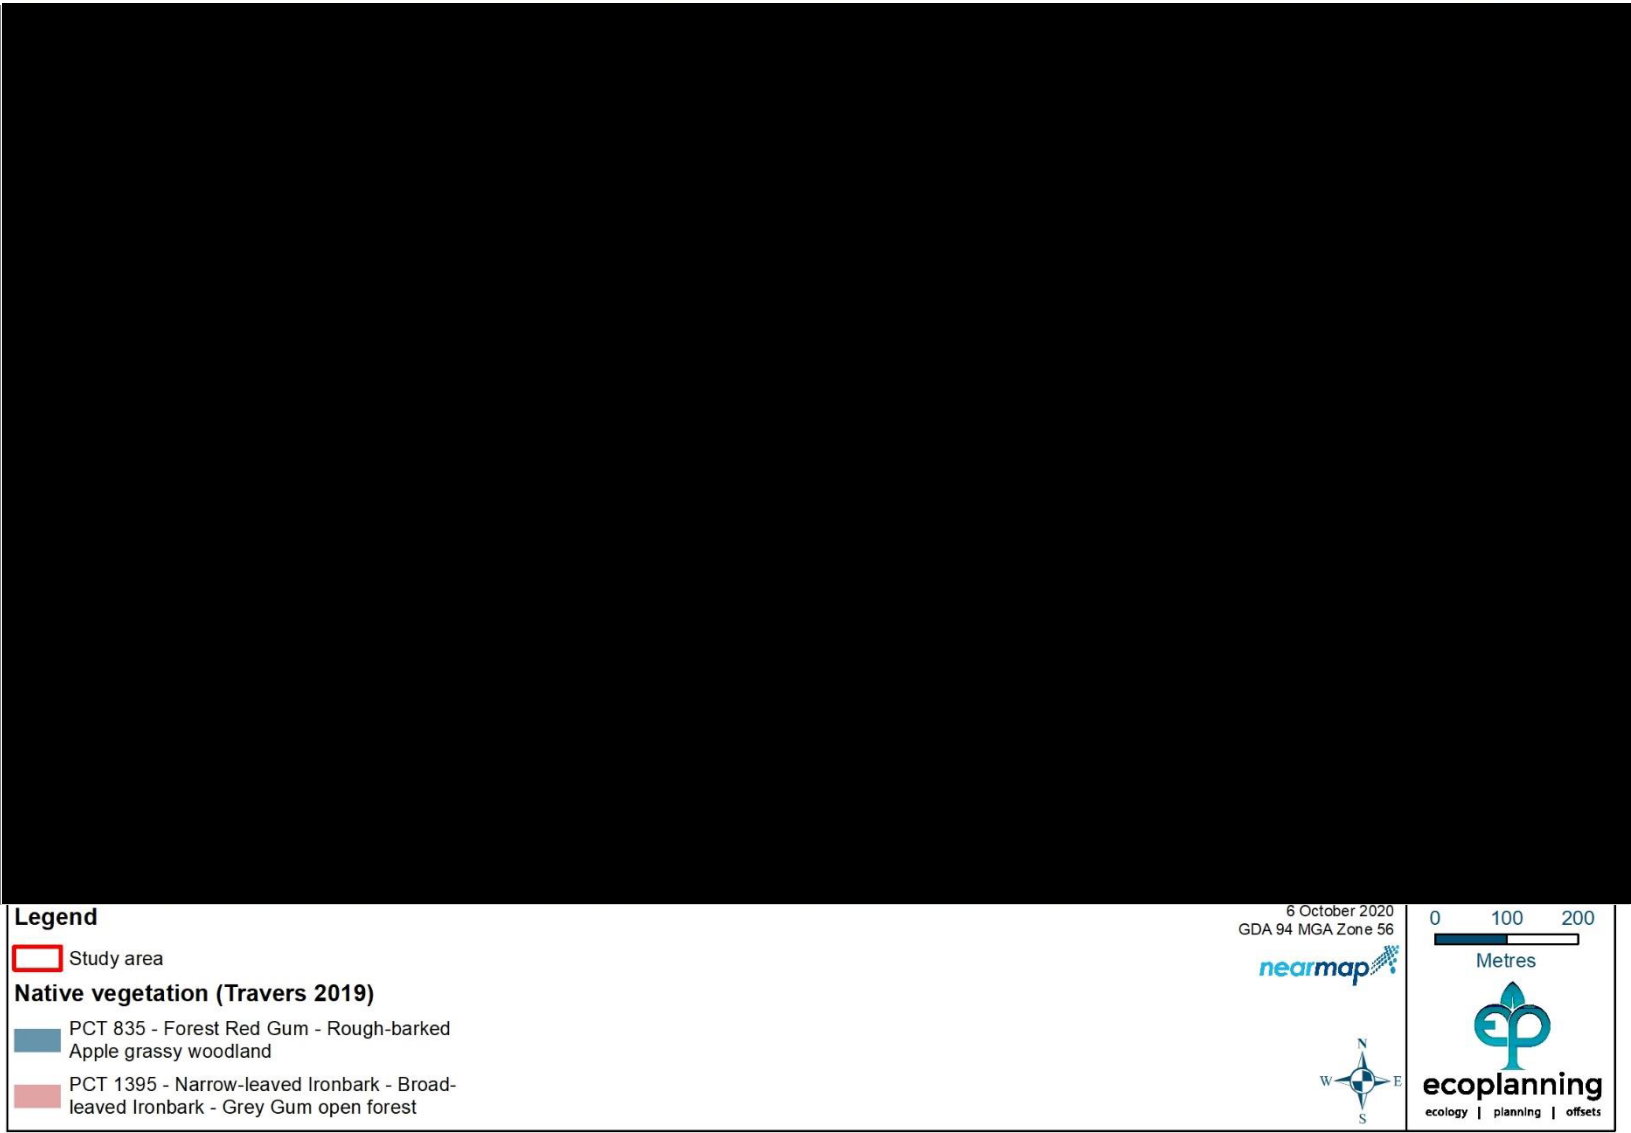 Legend
Study area
Native vegetation (Travers 2019)
PCT 835 - Forest Red Gum - Rough-barked
Apple grassy woodland
PCT 1395 - Narrow-leaved Ironbark - Broad-
leaved Ironbark - Grey Gum open forest
6 October 2020
GDA 94 MGA Zone 56
nearmap
N
W E
S
0 100 200
Metres
ep
ecoplanning
ecology | planning | offsets